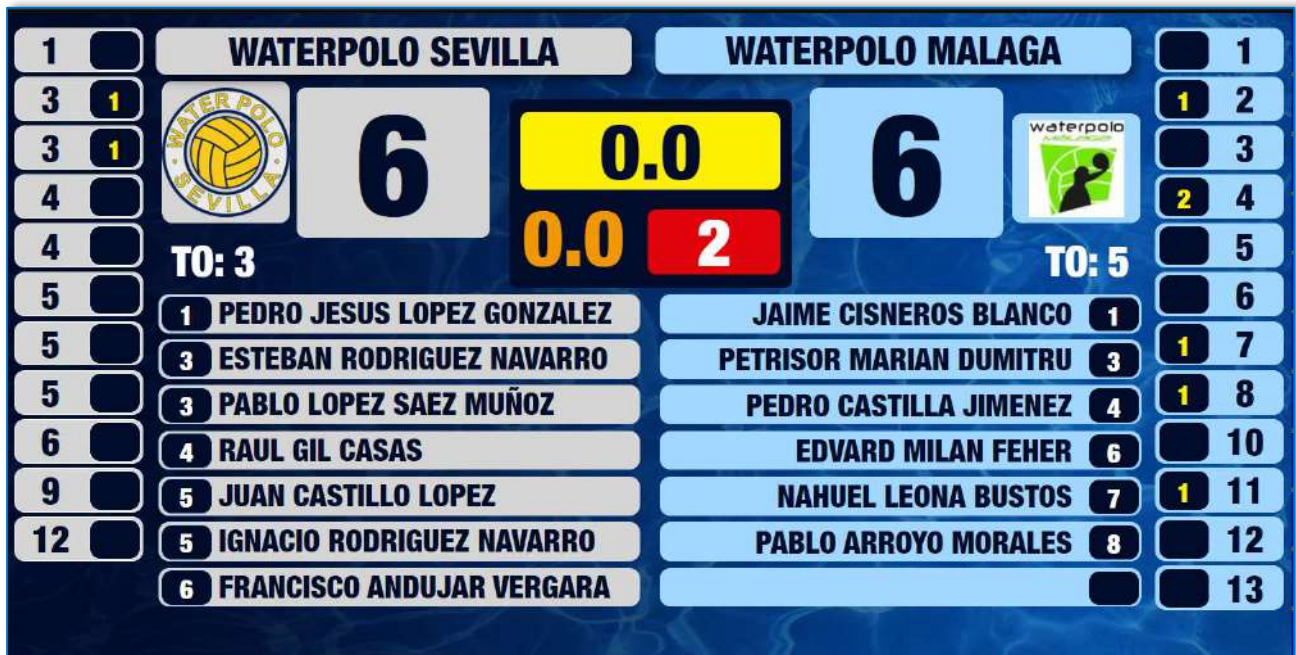 WATERPOLO SEVILLA WATERPOLO MALAGA
1 1
3 1 1 2
3 1 3
4 2 4
4 5
5 6
5 1 7
5 1 8
6 10
9 1 11
12 12
13
WATER POLO SEVILLA
6 0.0 6
waterpolo
MÁLAGA
0.0 2
TO: 3 TO: 5
1 PEDRO JESUS LOPEZ GONZALEZ JAIME CISNEROS BLANCO 1
3 ESTEBAN RODRIGUEZ NAVARRO PETRISOR MARIAN DUMITRU 3
3 PABLO LOPEZ SAEZ MUÑOZ PEDRO CASTILLA JIMENEZ 4
4 RAUL GIL CASAS EDVARD MILAN FEHER 6
5 JUAN CASTILLO LOPEZ NAHUEL LEONA BUSTOS 7
5 IGNACIO RODRIGUEZ NAVARRO PABLO ARROYO MORALES 8
6 FRANCISCO ANDUJAR VERGARA